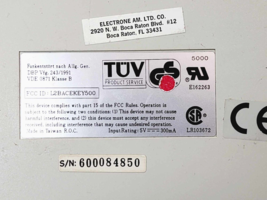 ELECTRONE AM. LTD, CO.
2920 N. W. Boca Raton Blvd. #12
Boca Raton, FL 33431
Funkentstört nach Allg. Gen.
DBP Vfg. 243/1991
VDE 0871 Klasse B
TÜV
PRODUCT SERVICE
GS
5000
E162263
FCC ID: L2BACEKEY500
This device complies with part 15 of the FCC Rules. Operation is
subject to the following two conditions: (1) This device may not cause
harmful interference, and (2) this device must accept any interference
received, including interference that may cause undesired operation.
Made in Taiwan R.O.C.
Input Rating: 5V 300mA
LR103672
S/N: 600084850